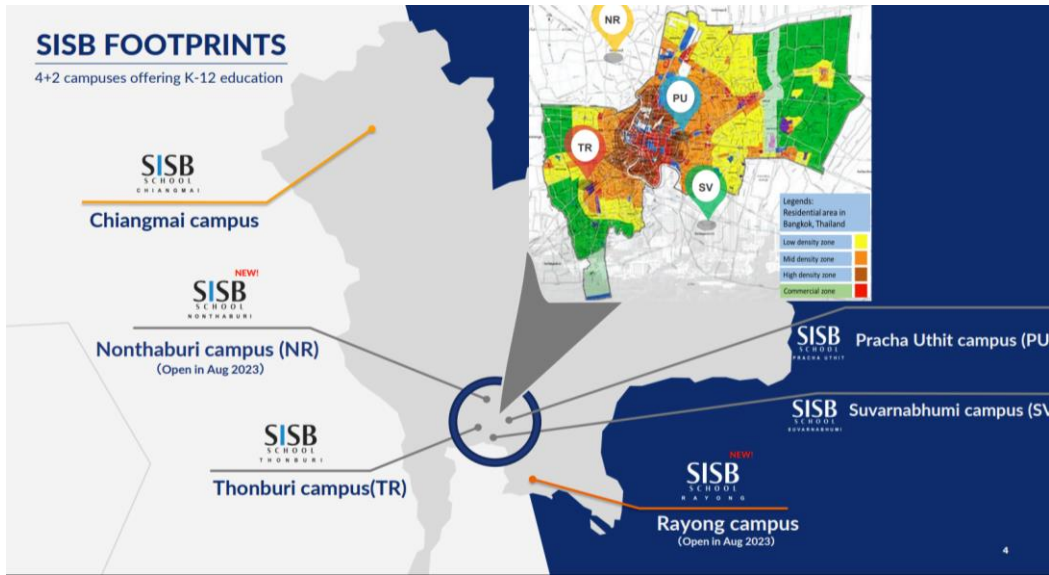 SISB FOOTPRINTS
4+2 campuses offering K-12 education
SISB
SCHOOL
CHIANGMAI
Chiangmai campus
NEW!
SISB
SCHOOL
NONTHABURI
Nonthaburi campus (NR)
(Open in Aug 2023)
SISB
SCHOOL
THONBURI
Thonburi campus(TR)
NR
PU
TR
SV
Legends:
Residential area in
Bangkok, Thailand
Low density zone
Mid density zone
High density zone
Commercial zone
SISB
SCHOOL
PRACHA UTHIT
Pracha Uthit campus (PU
SISB
SCHOOL
SUVARNABHUMI
Suvarnabhumi campus (SV
NEW!
SISB
SCHOOL
RAYONG
Rayong campus
(Open in Aug 2023)
4